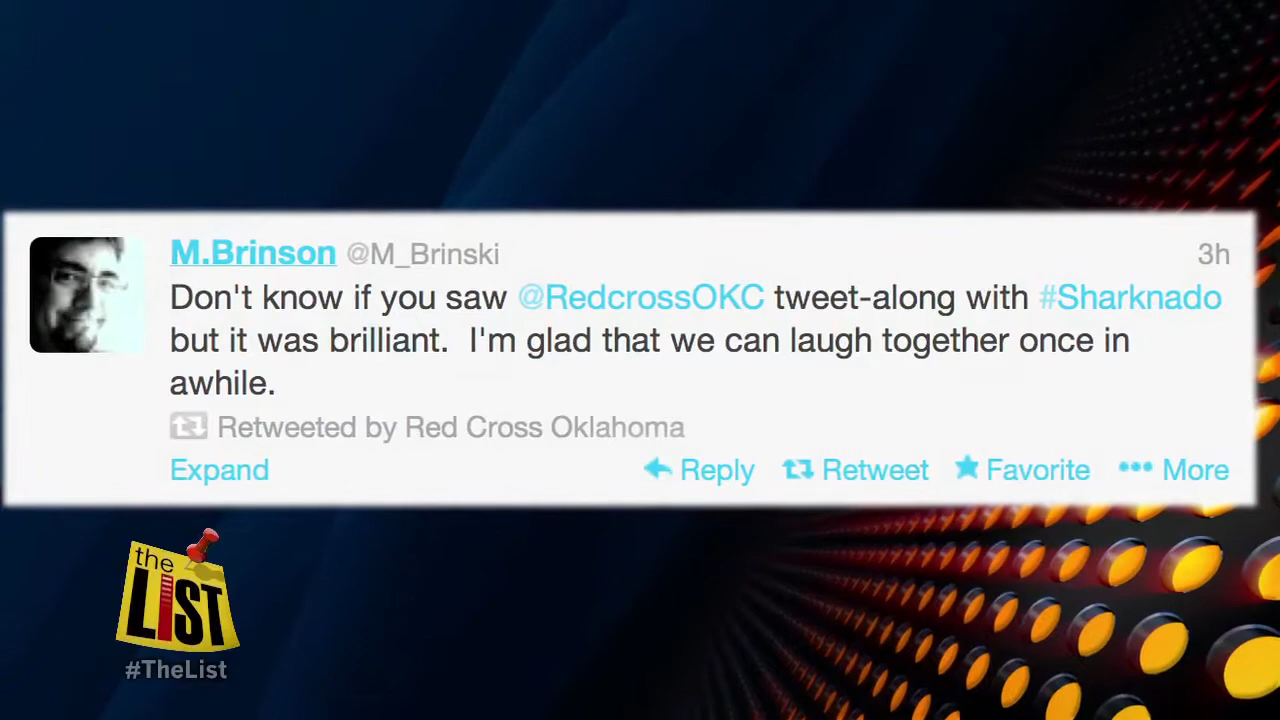 M.Brinson @M_Brinski 3h
Don't know if you saw @RedcrossOKC tweet-along with #Sharknado
but it was brilliant.  I'm glad that we can laugh together once in
awhile.
Retweeted by Red Cross Oklahoma
Expand Reply Retweet Favorite More
the
LIST
#TheList